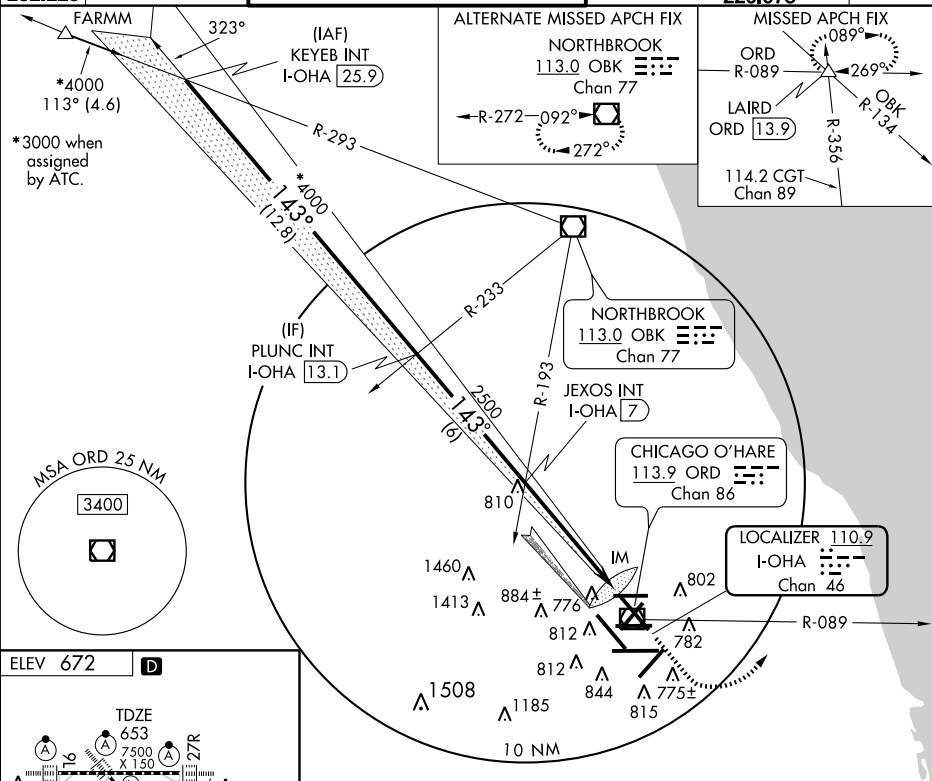 FARMM
*4000
113° (4.6)
*3000 when
assigned
by ATC.
323°
(IAF)
KEYEB INT
I-OHA 25.9
R-293
*4000
143°
(12.8)
ALTERNATE MISSED APCH FIX
NORTHBROOK
113.0 OBK
Chan 77
R-272
092°
272°
MISSED APCH FIX
089°
ORD
R-089
269°
LAIRD
ORD 13.9
OBK
R-134
R-356
114.2 CGT
Chan 89
R-233
(IF)
PLUNC INT
I-OHA 13.1
NORTHBROOK
113.0 OBK
Chan 77
R-193
2500
143°
(6)
JEXOS INT
I-OHA 7
CHICAGO O'HARE
113.9 ORD
Chan 86
MSA ORD 25 NM
3400
810
IM
LOCALIZER 110.9
I-OHA
Chan 46
1460
1413
884±
776
802
812
782
R-089
812
844
815
775±
1508
1185
10 NM
ELEV 672
D
TDZE
653
A
A
A
16
7500
X 150
27R